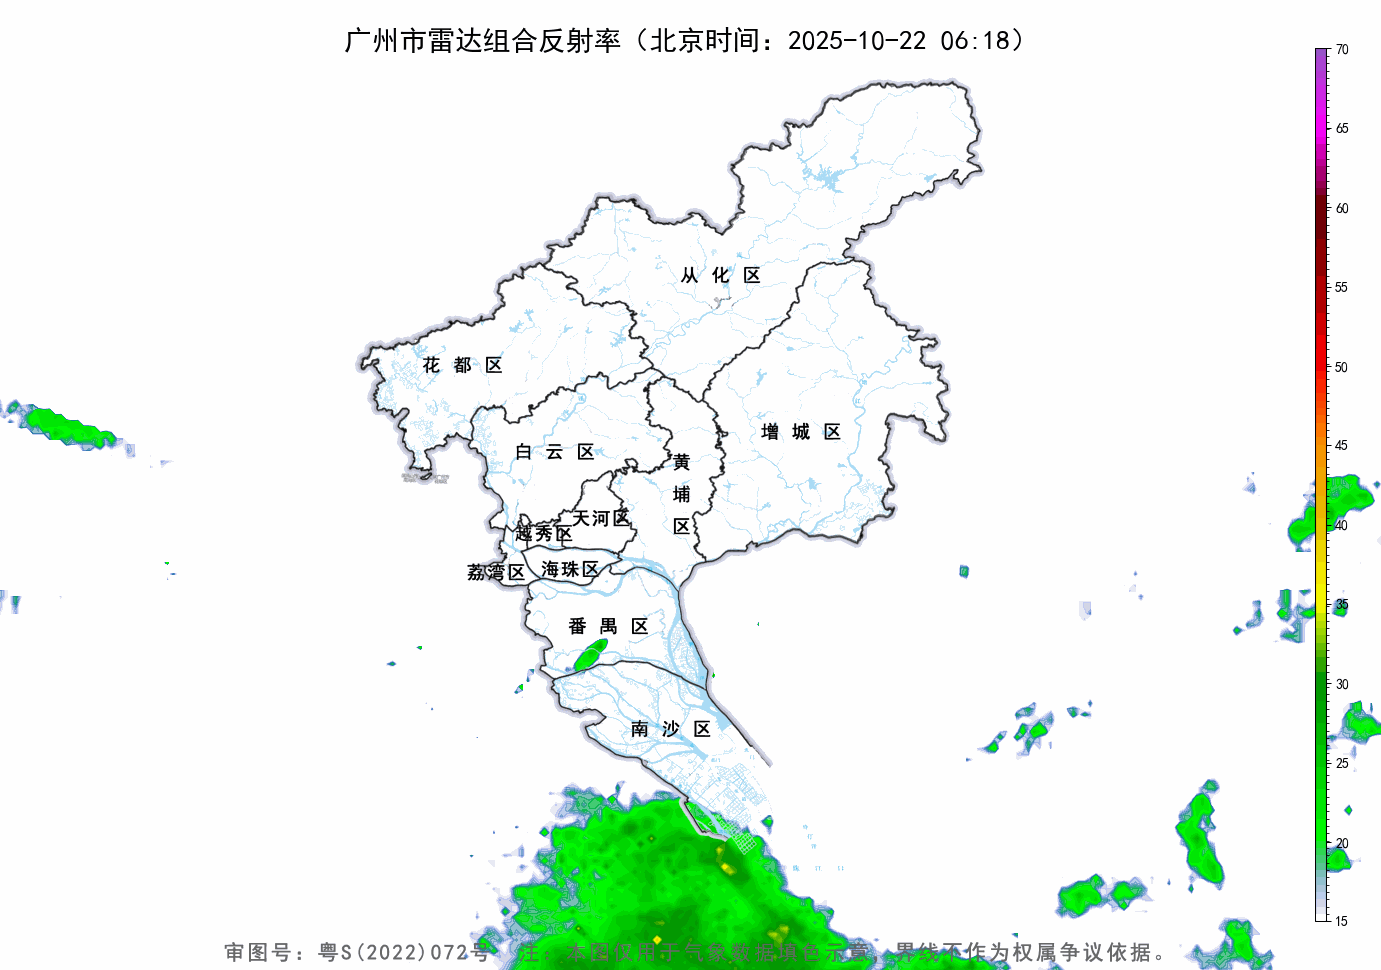 广州市雷达组合反射率（北京时间：2025-10-22 06:18）
70
65
60
55
50
45
40
35
30
25
20
15
从化区
花都区
增城区
白云区
黄埔区
天河区
越秀区
荔湾区
海珠区
番禺区
南沙区
审图号：粤S(2022)072号 注：本图仅用于气象数据填色示意，界线不作为权属争议依据。